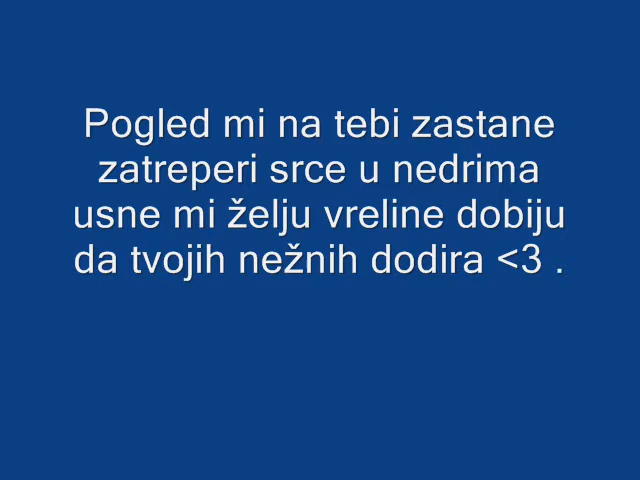 Pogled mi na tebi zastane
zatreperi srce u nedrima
usne mi želju vreline dobiju
da tvojih nežnih dodira <3 .